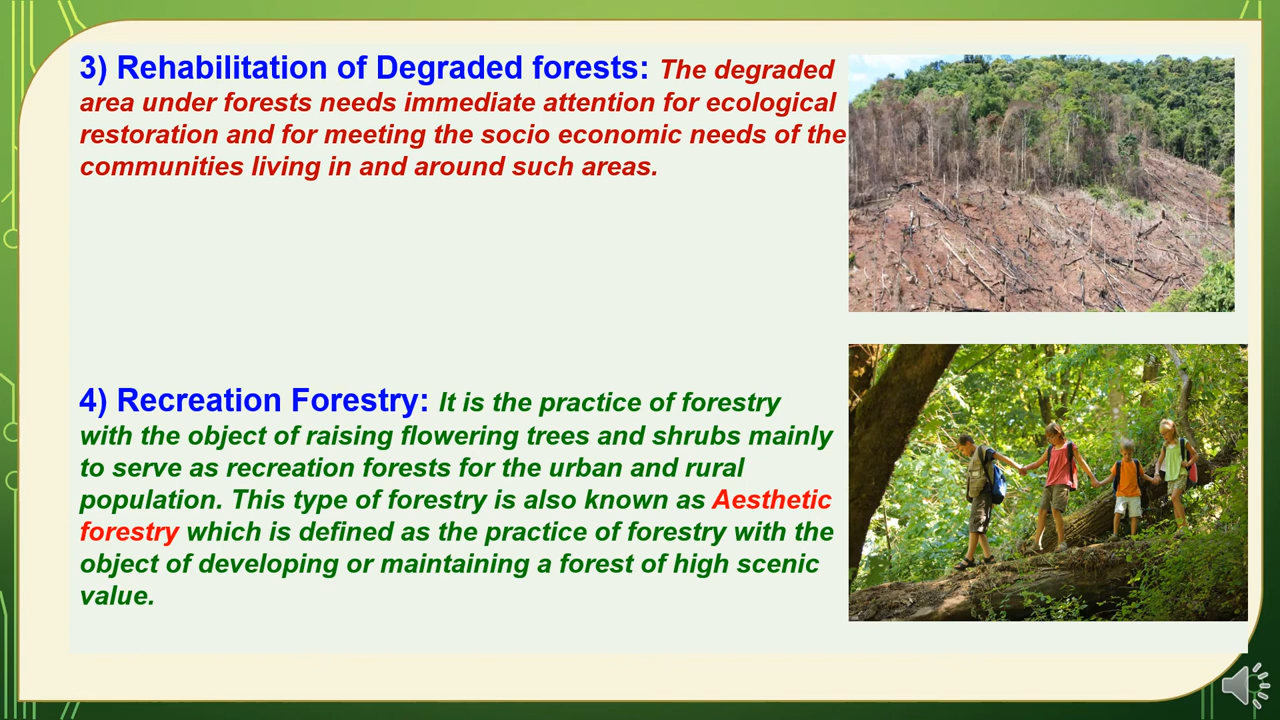 3) Rehabilitation of Degraded forests: The degraded
area under forests needs immediate attention for ecological
restoration and for meeting the socio economic needs of the
communities living in and around such areas.
4) Recreation Forestry: It is the practice of forestry
with the object of raising flowering trees and shrubs mainly
to serve as recreation forests for the urban and rural
population. This type of forestry is also known as Aesthetic
forestry which is defined as the practice of forestry with the
object of developing or maintaining a forest of high scenic
value.